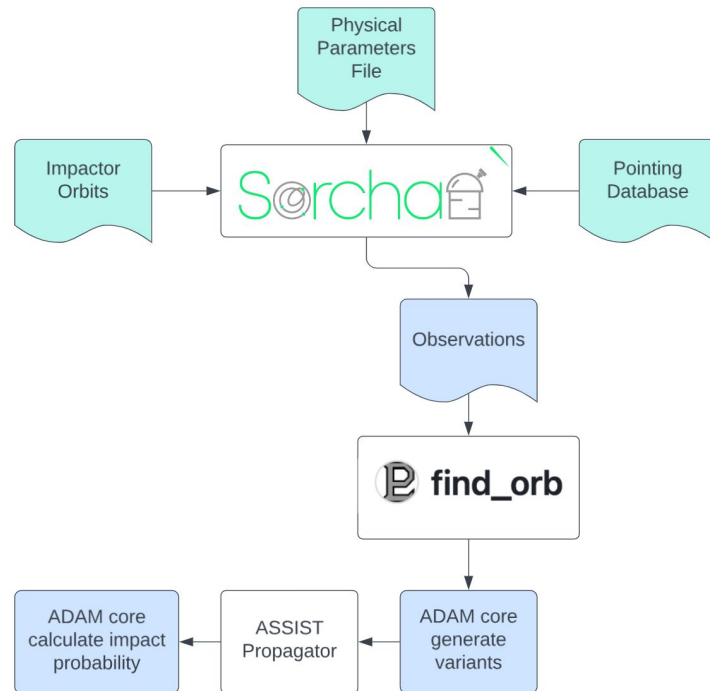 Physical
Parameters
File
Impactor
Orbits
Sorcha
Pointing
Database
Observations
find_orb
ADAM core
calculate impact
probability
ASSIST
Propagator
ADAM core
generate
variants